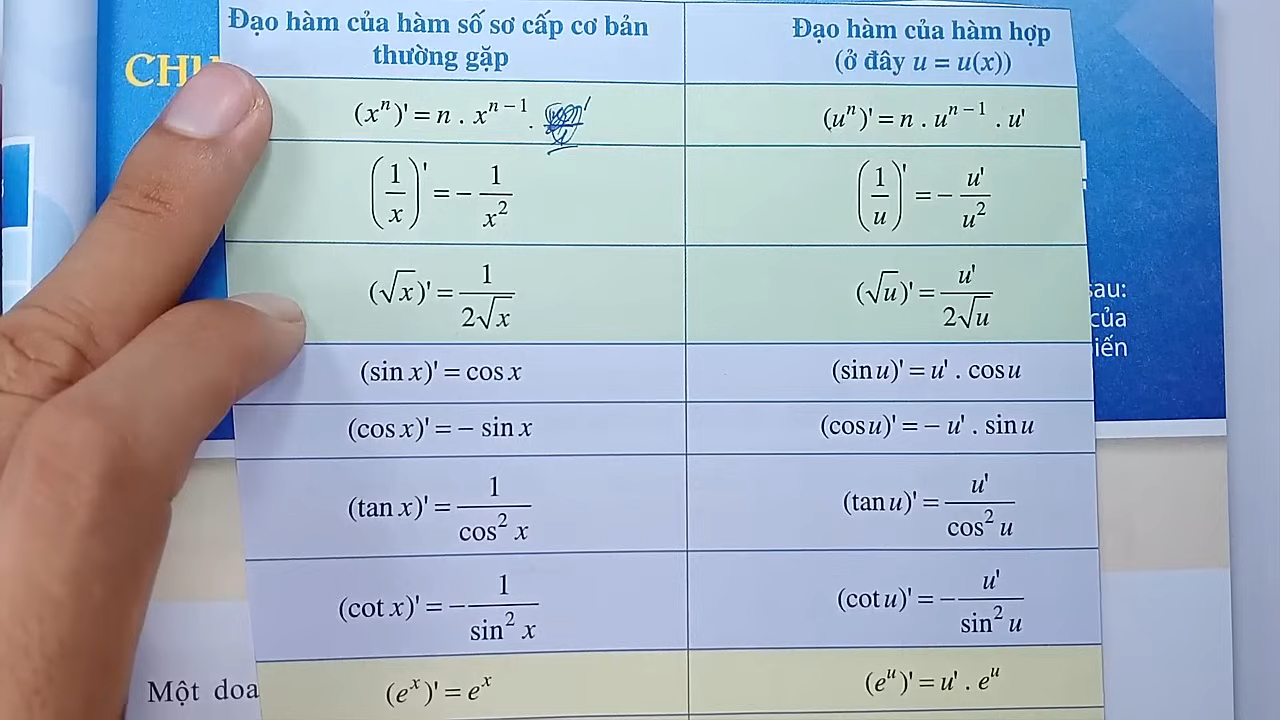 Đạo hàm của hàm số sơ cấp cơ bản
thường gặp
Đạo hàm của hàm hợp
(ở đây u = u(x))
(xⁿ)' = n . xⁿ⁻¹ .
(uⁿ)' = n . uⁿ⁻¹ . u'
(1/x)' = − 1/x²
(1/u)' = − u'/u²
(√x)' = 1/(2√x)
(√u)' = u'/(2√u)
(sin x)' = cos x
(sin u)' = u' . cos u
(cos x)' = − sin x
(cos u)' = − u' . sin u
(tan x)' = 1/(cos² x)
(tan u)' = u'/(cos² u)
(cot x)' = − 1/(sin² x)
(cot u)' = − u'/(sin² u)
(eˣ)' = eˣ
(eᵘ)' = u' . eᵘ
sau:
của
iến
Một doa